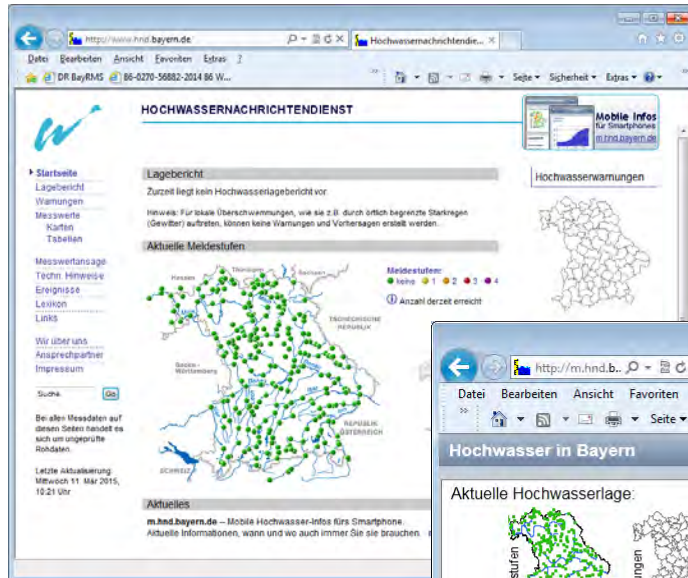 http://www.hnd.bayern.de/
Hochwassernachrichtendie...
Datei Bearbeiten Ansicht Favoriten Extras ?
DR BayRMS 86-0270-56882-2014 86 W...
Seite Sicherheit Extras
HOCHWASSERNACHRICHTENDIENST
Mobile Infos
für Smartphones
m.hnd.bayern.de
Startseite
Lagebericht
Warnungen
Messwerte
Karten
Tabellen
Messwertansage
Techn. Hinweise
Ereignisse
Lexikon
Links
Wir über uns
Ansprechpartner
Impressum
Suche Go
Bei allen Messdaten auf
diesen Seiten handelt es
sich um ungeprüfte
Rohdaten.
Letzte Aktualisierung:
Mittwoch 11. Mär 2015,
10:21 Uhr
Lagebericht
Zurzeit liegt kein Hochwasserlagebericht vor.
Hinweis: Für lokale Überschwemmungen, wie sie z.B. durch örtlich begrenzte Starkregen
(Gewitter) auftreten, können keine Warnungen und Vorhersagen erstellt werden.
Aktuelle Meldestufen
Hessen
Thüringen
Sachsen
TSCHECHISCHE
REPUBLIK
Baden-
Württemberg
REPUBLIK
ÖSTERREICH
SCHWEIZ
Meldestufen:
keine 1 2 3 4
Anzahl derzeit erreicht
Hochwasserwarnungen
Aktuelles
m.hnd.bayern.de – Mobile Hochwasser-Infos fürs Smartphone.
Aktuelle Informationen, wann und wo auch immer Sie sie brauchen.
http://m.hnd.b..
Datei Bearbeiten Ansicht Favoriten
Seite
Hochwasser in Bayern
Aktuelle Hochwasserlage: